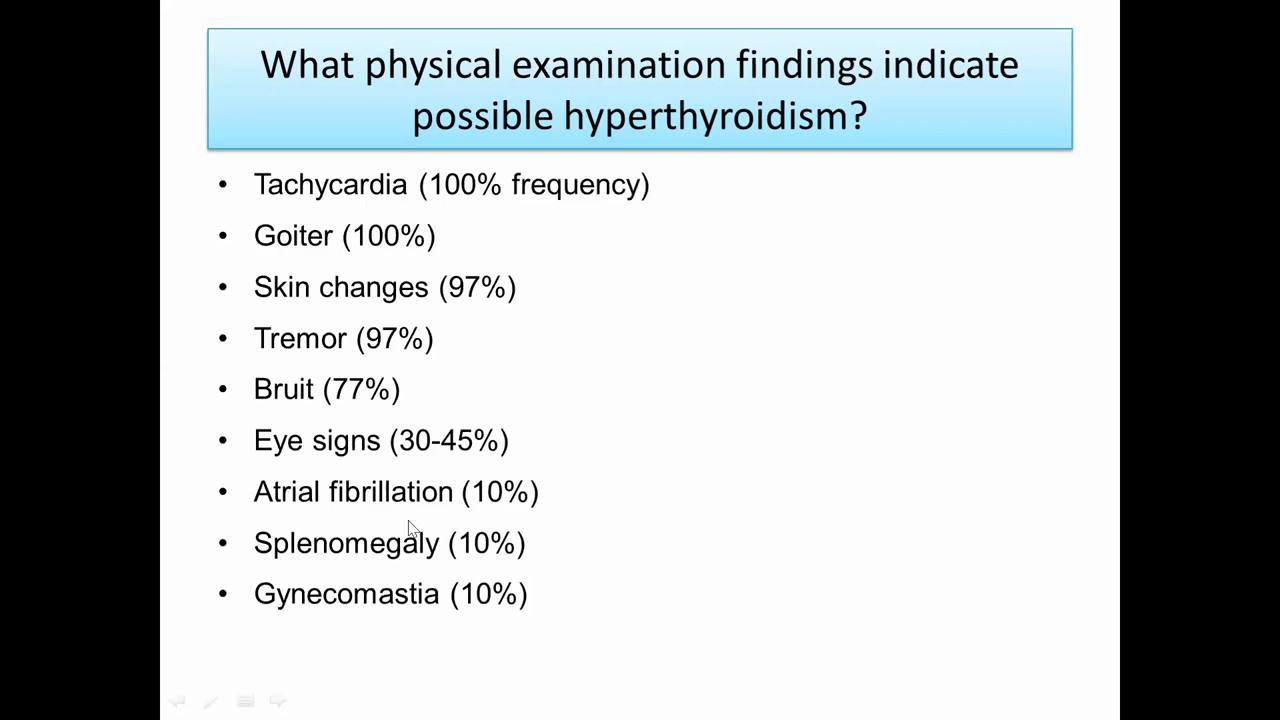 What physical examination findings indicate
possible hyperthyroidism?
• Tachycardia (100% frequency)
• Goiter (100%)
• Skin changes (97%)
• Tremor (97%)
• Bruit (77%)
• Eye signs (30-45%)
• Atrial fibrillation (10%)
• Splenomegaly (10%)
• Gynecomastia (10%)